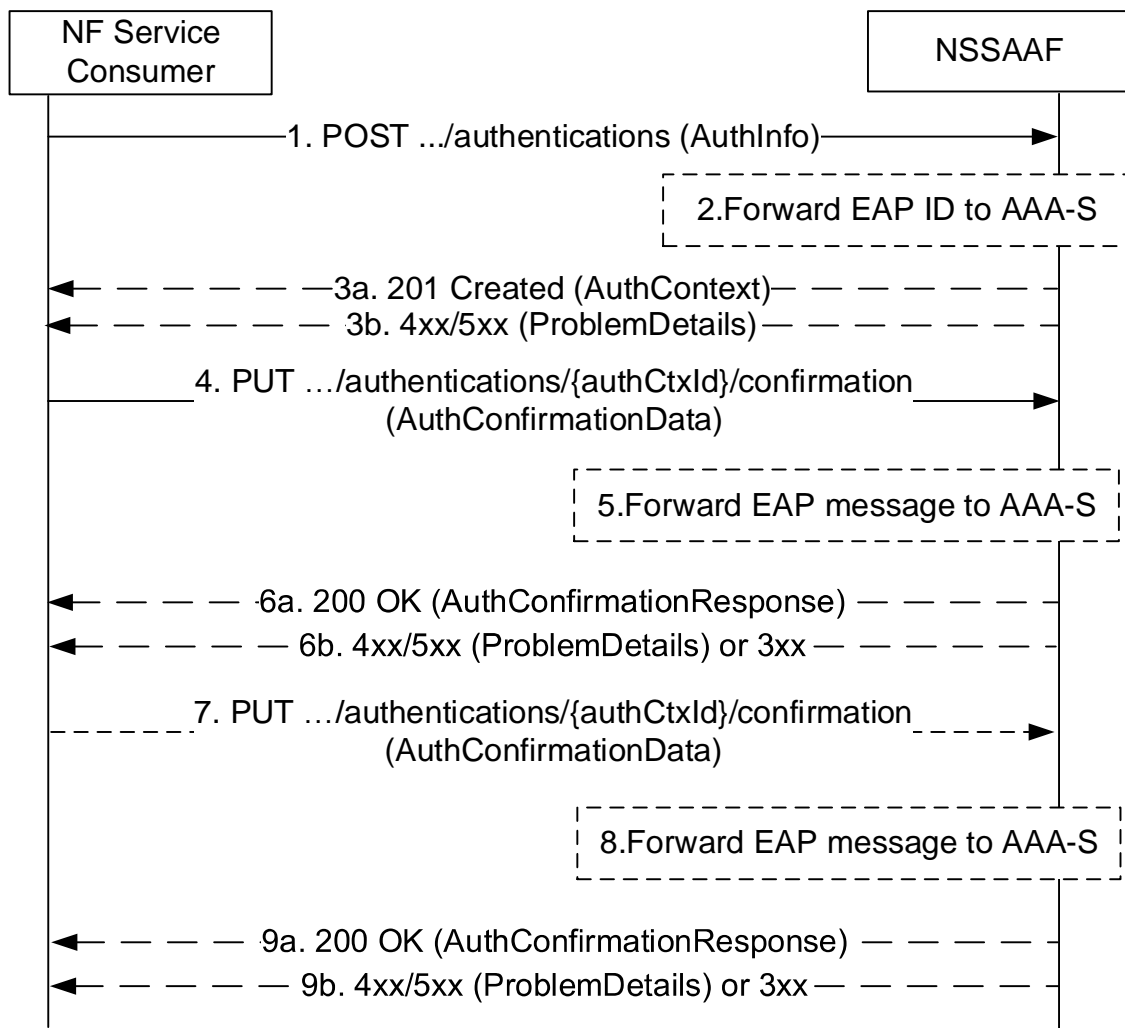 NF Service
Consumer
NSSAAF
1. POST .../authentications (AuthInfo)
2.Forward EAP ID to AAA-S
3a. 201 Created (AuthContext)
3b. 4xx/5xx (ProblemDetails)
4. PUT …/authentications/{authCtxId}/confirmation
(AuthConfirmationData)
5.Forward EAP message to AAA-S
6a. 200 OK (AuthConfirmationResponse)
6b. 4xx/5xx (ProblemDetails) or 3xx
7. PUT …/authentications/{authCtxId}/confirmation
(AuthConfirmationData)
8.Forward EAP message to AAA-S
9a. 200 OK (AuthConfirmationResponse)
9b. 4xx/5xx (ProblemDetails) or 3xx